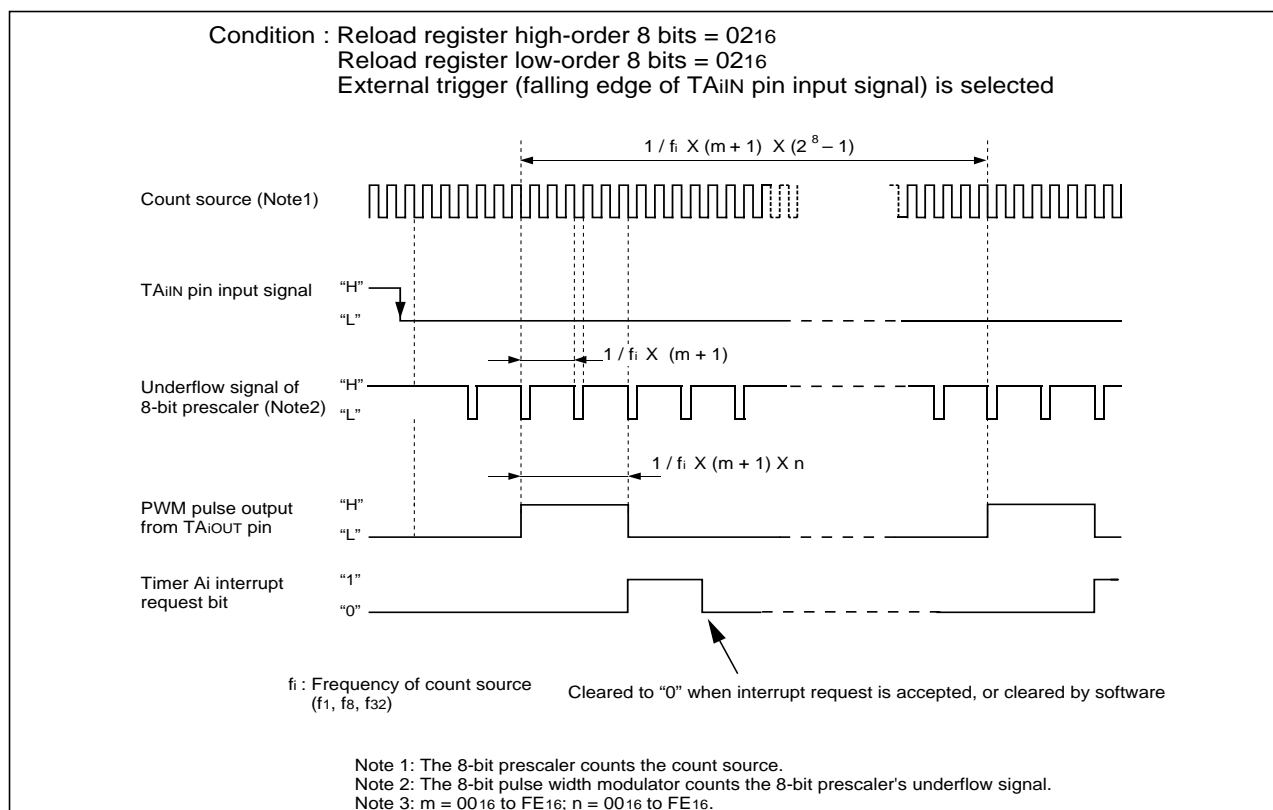 Condition : Reload register high-order 8 bits = 02₁₆
Reload register low-order 8 bits = 02₁₆
External trigger (falling edge of TAiIN pin input signal) is selected
1 / fi X (m + 1) X (2⁸ – 1)
Count source (Note1)
TAiIN pin input signal
“H”
“L”
1 / fi X (m + 1)
Underflow signal of
8-bit prescaler (Note2)
“H”
“L”
1 / fi X (m + 1) X n
PWM pulse output
from TAiOUT pin
“H”
“L”
Timer Ai interrupt
request bit
“1”
“0”
fi : Frequency of count source
(f1, f8, f32)
Cleared to “0” when interrupt request is accepted, or cleared by software
Note 1: The 8-bit prescaler counts the count source.
Note 2: The 8-bit pulse width modulator counts the 8-bit prescaler's underflow signal.
Note 3: m = 00₁₆ to FE₁₆; n = 00₁₆ to FE₁₆.